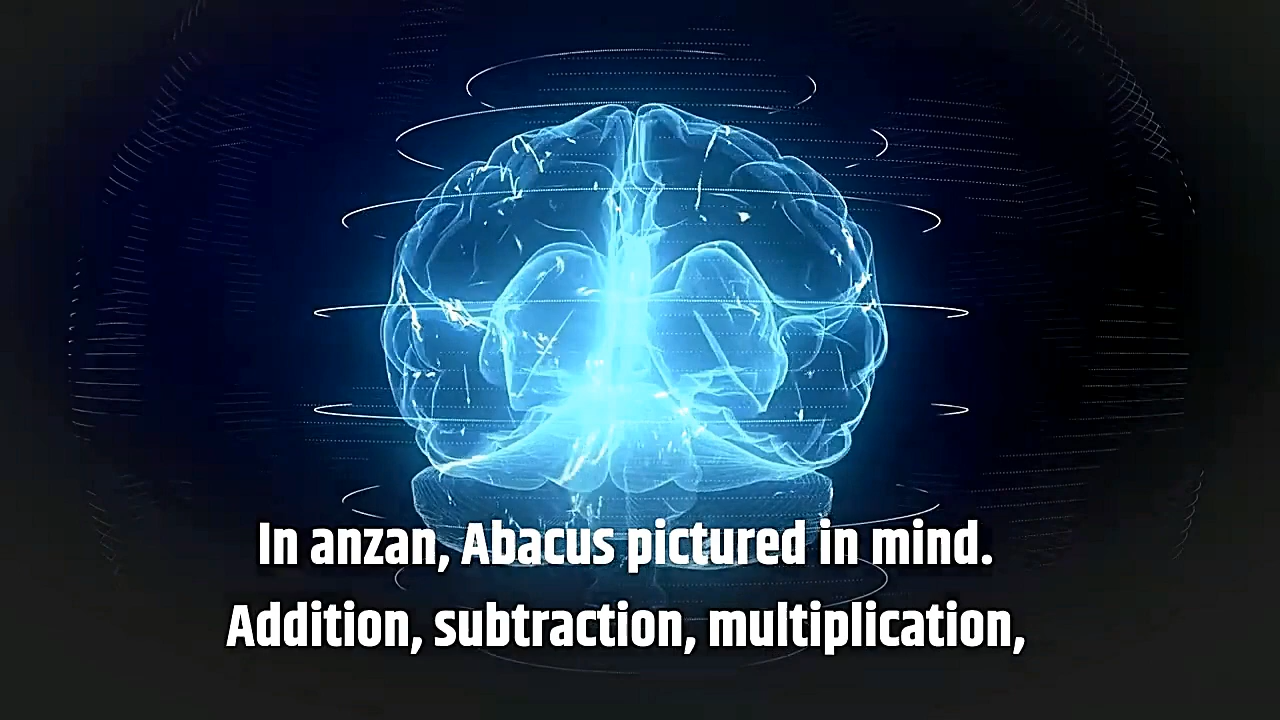 In anzan, Abacus pictured in mind.
Addition, subtraction, multiplication,